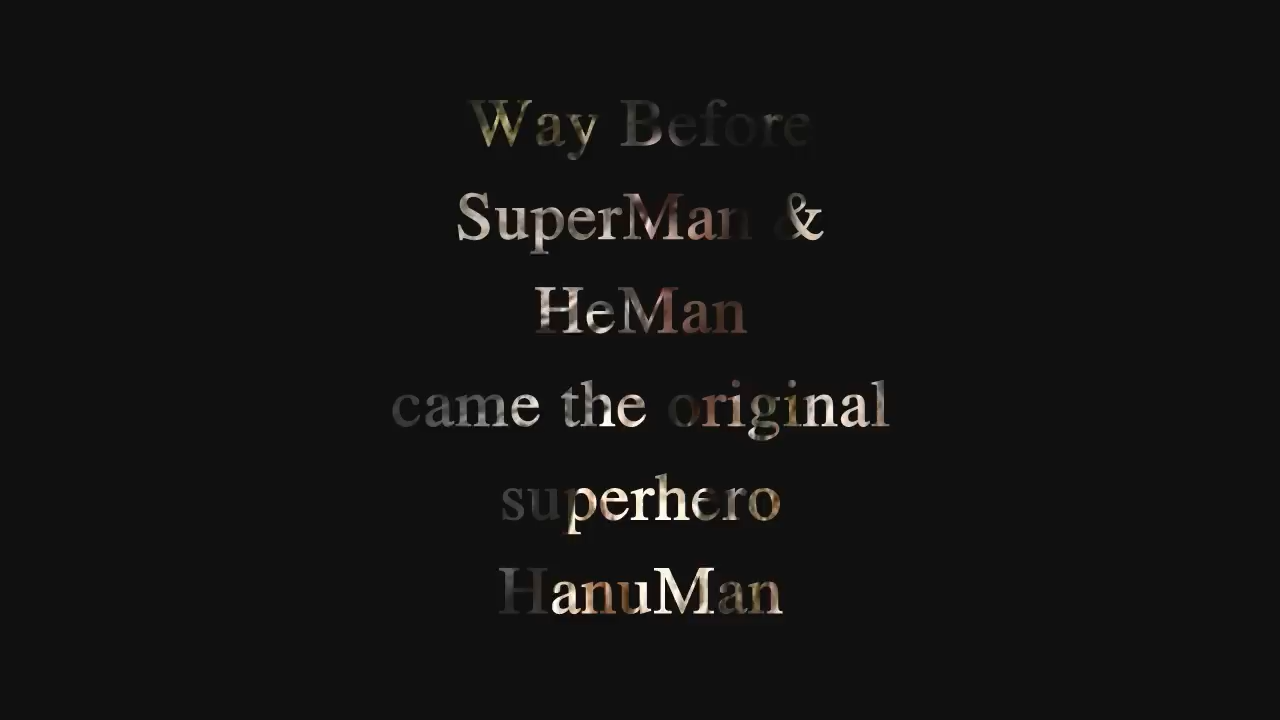 Way Before
SuperMan &
HeMan
came the original
superhero
HanuMan